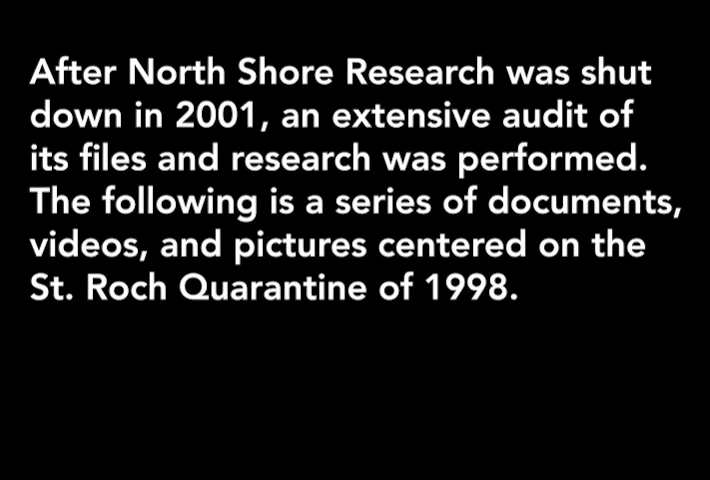 After North Shore Research was shut
down in 2001, an extensive audit of
its files and research was performed.
The following is a series of documents,
videos, and pictures centered on the
St. Roch Quarantine of 1998.